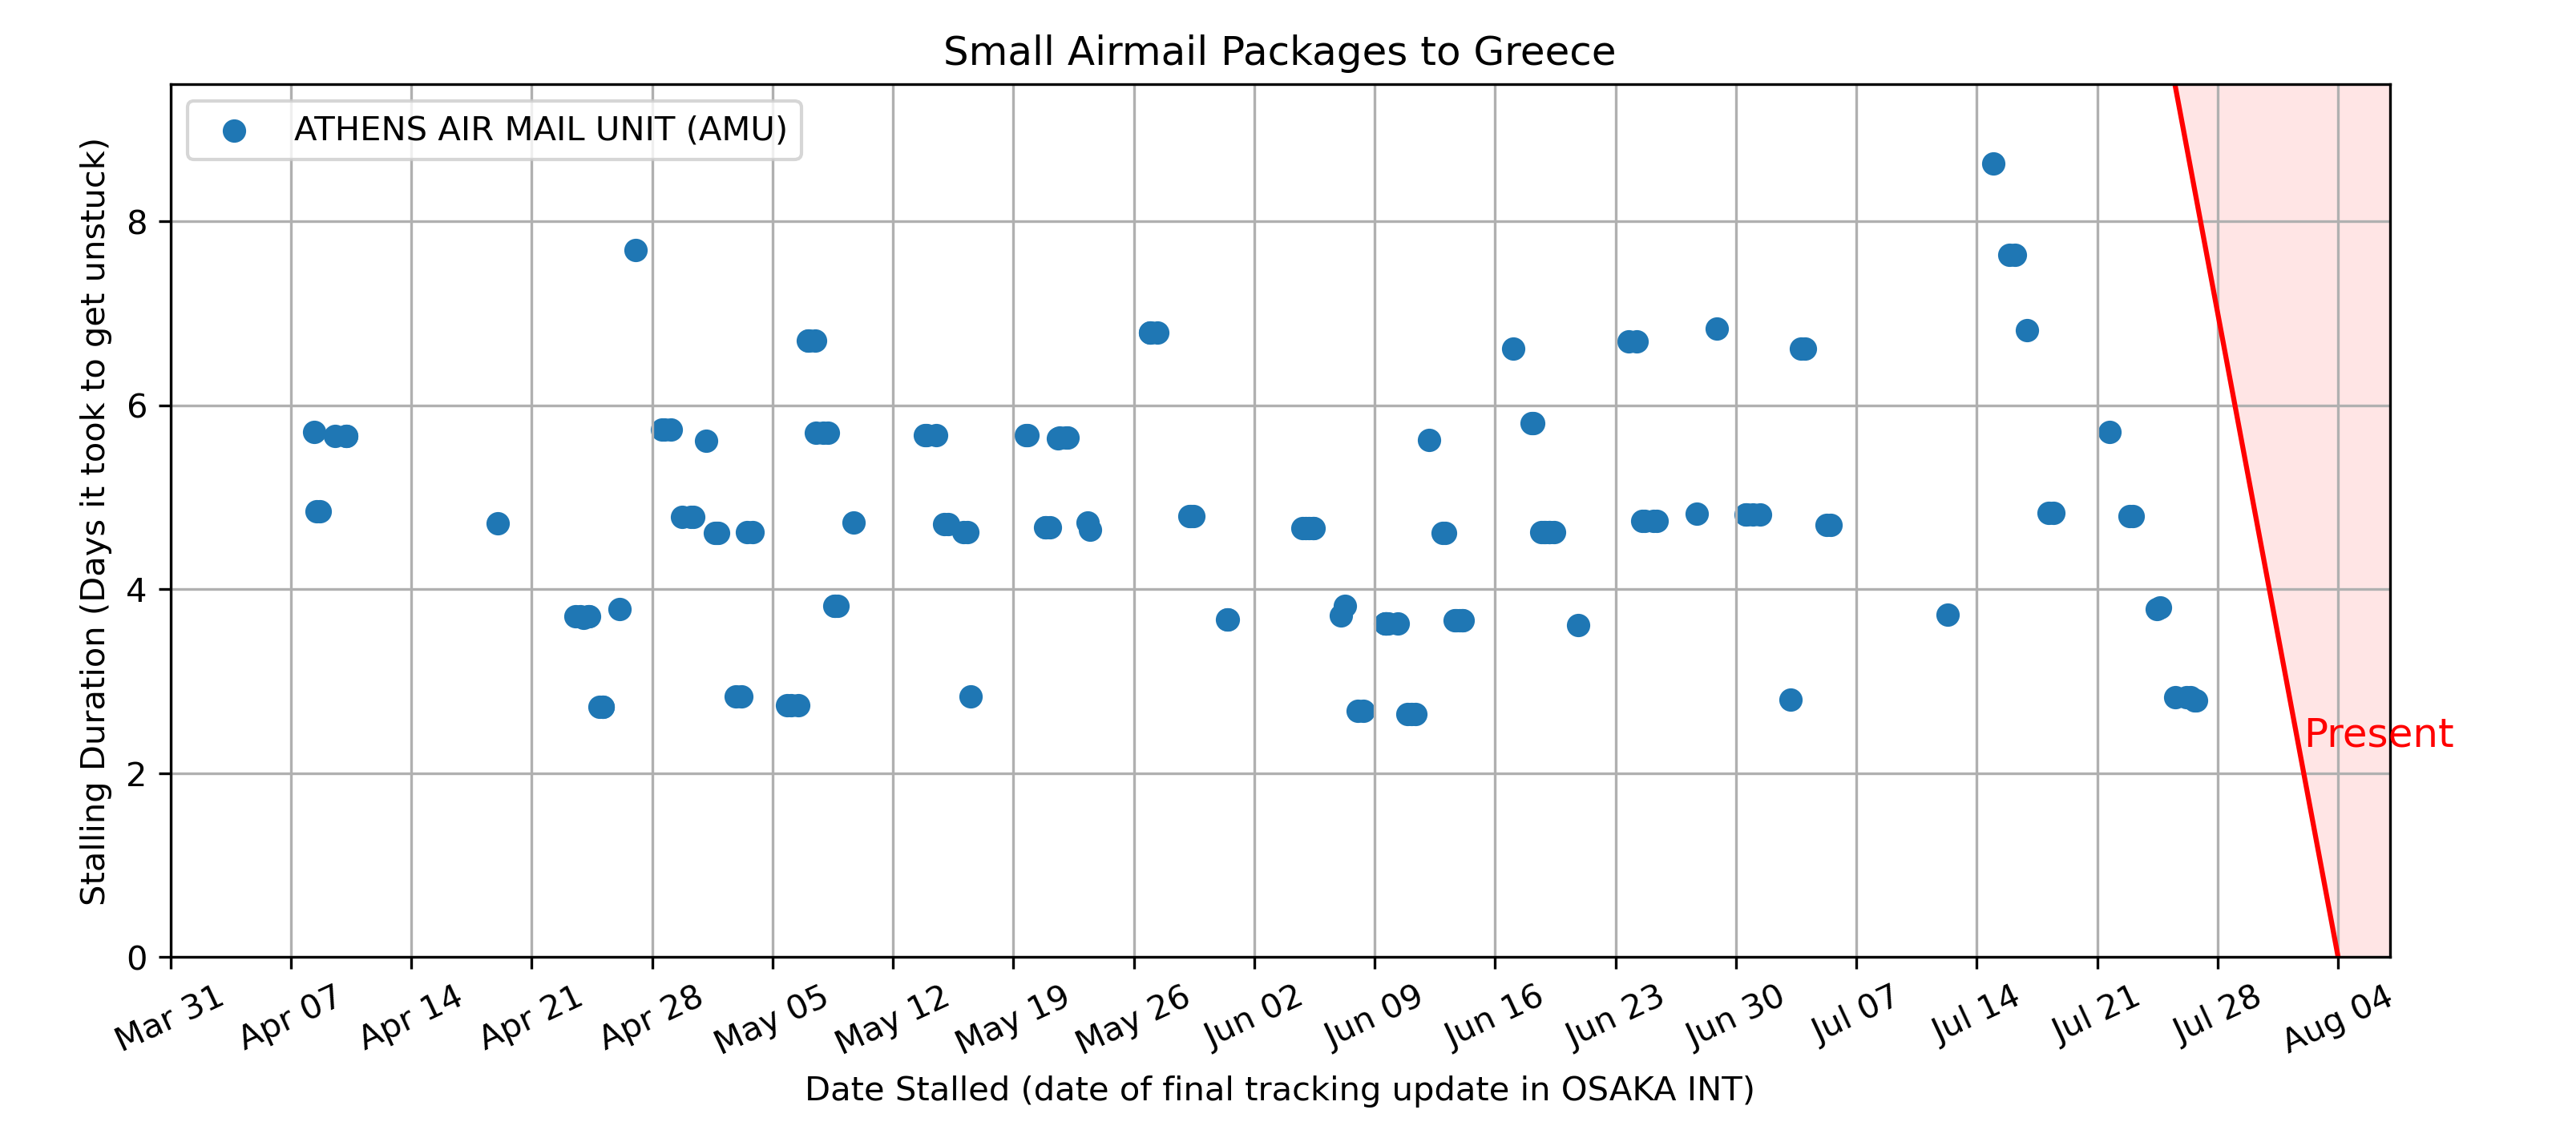 Small Airmail Packages to Greece
ATHENS AIR MAIL UNIT (AMU)
Stalling Duration (Days it took to get unstuck)
8
6
4
2
0
Present
Mar 31
Apr 07
Apr 14
Apr 21
Apr 28
May 05
May 12
May 19
May 26
Jun 02
Jun 09
Jun 16
Jun 23
Jun 30
Jul 07
Jul 14
Jul 21
Jul 28
Aug 04
Date Stalled (date of final tracking update in OSAKA INT)